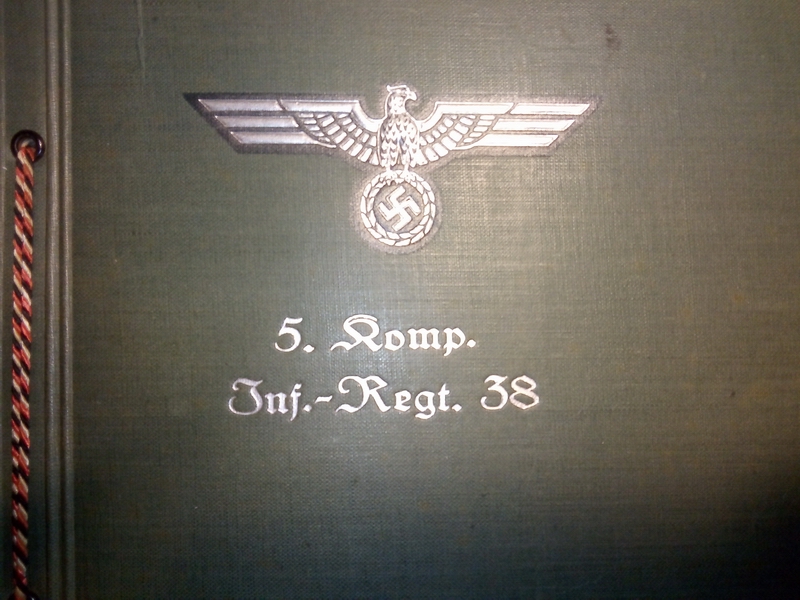 5. Komp.
Inf.-Regt. 38